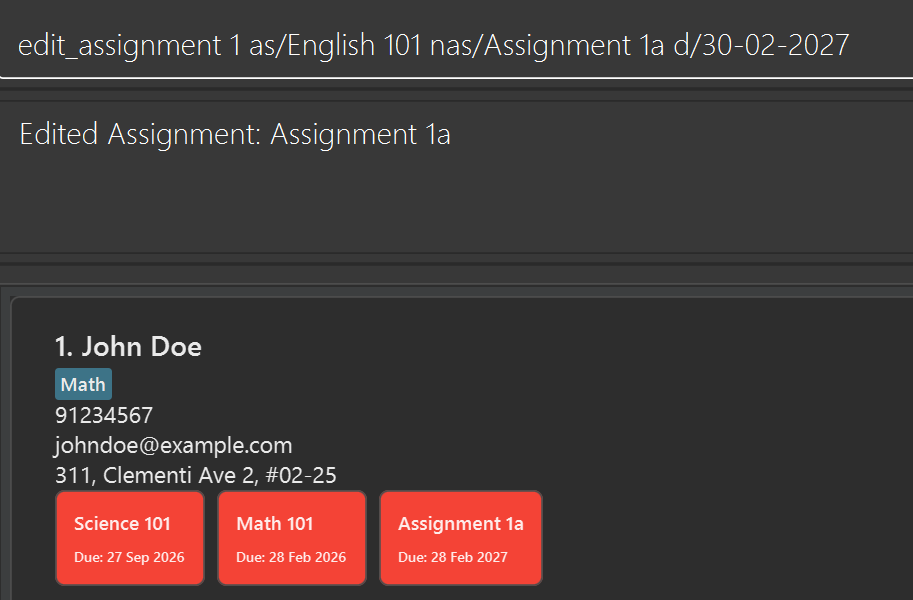 edit_assignment 1 as/English 101 nas/Assignment 1a d/30-02-2027
Edited Assignment: Assignment 1a
1. John Doe
Math
91234567
johndoe@example.com
311, Clementi Ave 2, #02-25
Science 101 Math 101 Assignment 1a
Due: 27 Sep 2026 Due: 28 Feb 2026 Due: 28 Feb 2027